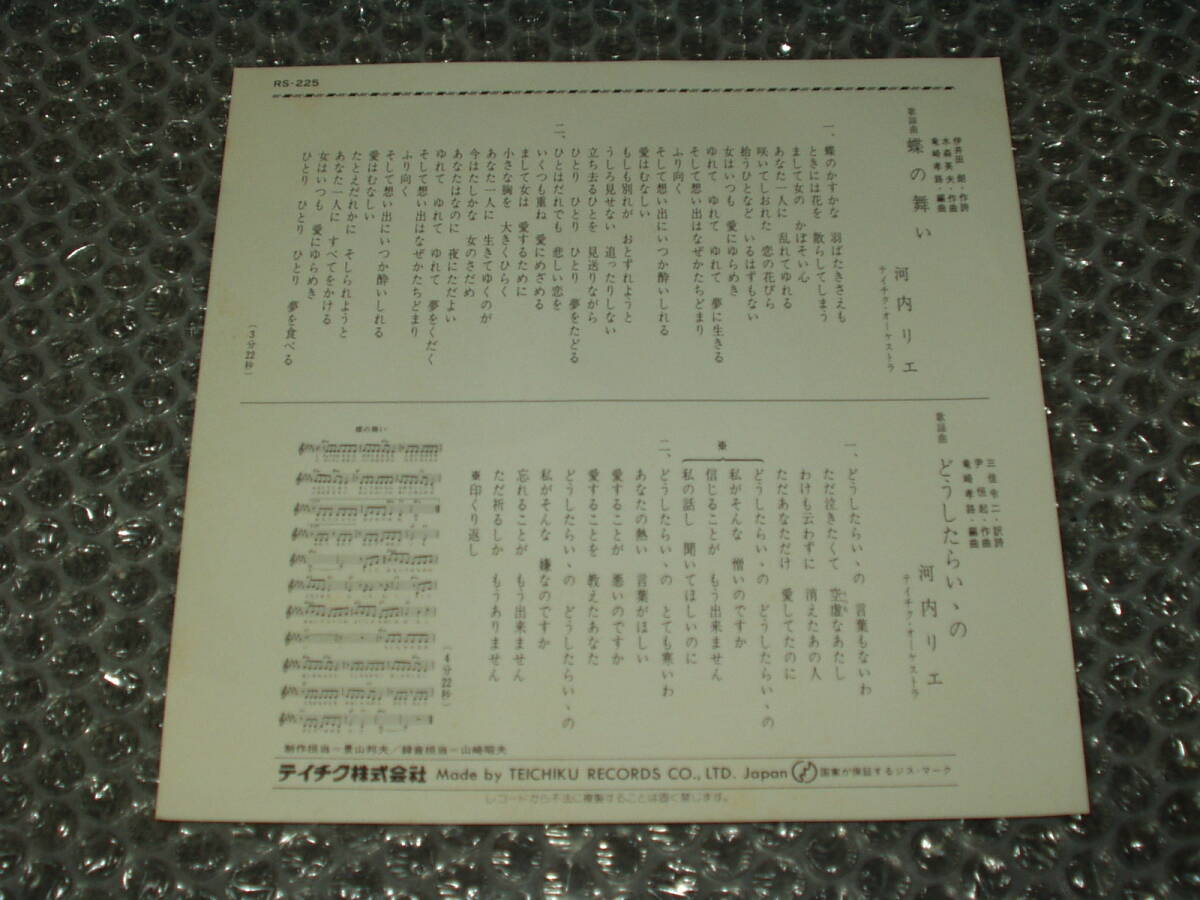 RS-225
歌謡曲
蝶の舞い
伊井田 朗・作詩
水森英夫・作曲
竜崎孝路・編曲
河内リエ
テイチク・オーケストラ
一、蝶のかすかな 羽ばたきさえも
ときには花を 散らしてしまう
まして女の かぼそい心
あなた一人に 乱れてゆれる
咲いてしおれた 恋の花びら
拾うひとなど いるはずもない
女はいつも 愛にゆらめき
ゆれて ゆれて ゆれて 夢に生きる
そして想い出はなぜかたちどまり
ふり向く
そして想い出にいつか酔いしれる
愛はむなしい
もしも別れが おとずれようと
うしろ見せない 追ったりしない
立ち去るひとを 見送りながら
ひとり ひとり ひとり 夢をたどる
二、ひとはだれでも 悲しい恋を
いくつも重ね 愛にめざめる
まして女は 愛するために
小さな胸を 大きくひらく
あなた一人に 生きてゆくのが
今はたしかな 女のさだめ
あなたはなのに 夜にただよい
ゆれて ゆれて ゆれて 夢をくだく
そして想い出はなぜかたちどまり
ふり向く
そして想い出にいつか酔いしれる
愛はむなしい
たとえだれかに そしられようと
あなた一人に すべてをかける
女はいつも 愛にゆらめき
ひとり ひとり ひとり 夢を食べる
(3分22秒)
歌謡曲
どうしたらいゝの
三佳令二・訳詩
尹 恒起・作曲
竜崎孝路・編曲
河内リエ
テイチク・オーケストラ
一、どうしたらいゝの 言葉もないわ
ただ泣きたくて 空虚なあたし
わけも云わずに 消えたあの人
ただあなただけ 愛してたのに
※
どうしたらいゝの どうしたらいゝの
私がそんな 憎いのですか
信じることが もう出来ません
私の話し 聞いてほしいのに
二、どうしたらいゝの とても寒いわ
あなたの熱い 言葉がほしい
愛することが 悪いのですか
愛することを 教えたあなた
どうしたらいゝの どうしたらいゝの
私がそんな 嫌なのですか
忘れることが もう出来ません
ただ祈るしか もうありません
※印くり返し
(4分22秒)
蝶の舞い
制作担当=景山邦夫/録音担当=山崎昭夫
テイチク株式会社 Made by TEICHIKU RECORDS CO., LTD. Japan 国家が保証するジス・マーク
レコードから不法に複製することは固く禁じます。